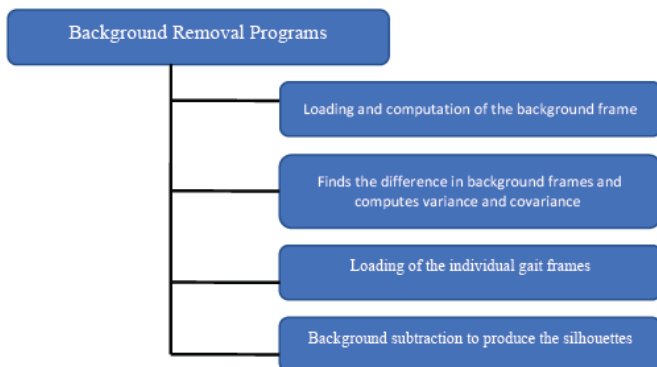 Background Removal Programs
Loading and computation of the background frame
Finds the difference in background frames and
computes variance and covariance
Loading of the individual gait frames
Background subtraction to produce the silhouettes